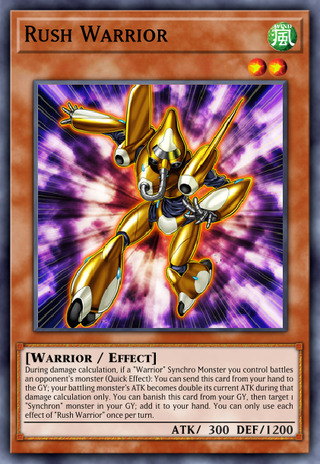 Rush Warrior
WIND
風
[Warrior / Effect]
During damage calculation, if a "Warrior" Synchro Monster you control battles
an opponent's monster (Quick Effect): You can send this card from your hand to
the GY; your battling monster's ATK becomes double its current ATK during that
damage calculation only. You can banish this card from your GY, then target 1
"Synchron" monster in your GY; add it to your hand. You can only use each
effect of "Rush Warrior" once per turn.
ATK/ 300 DEF/1200